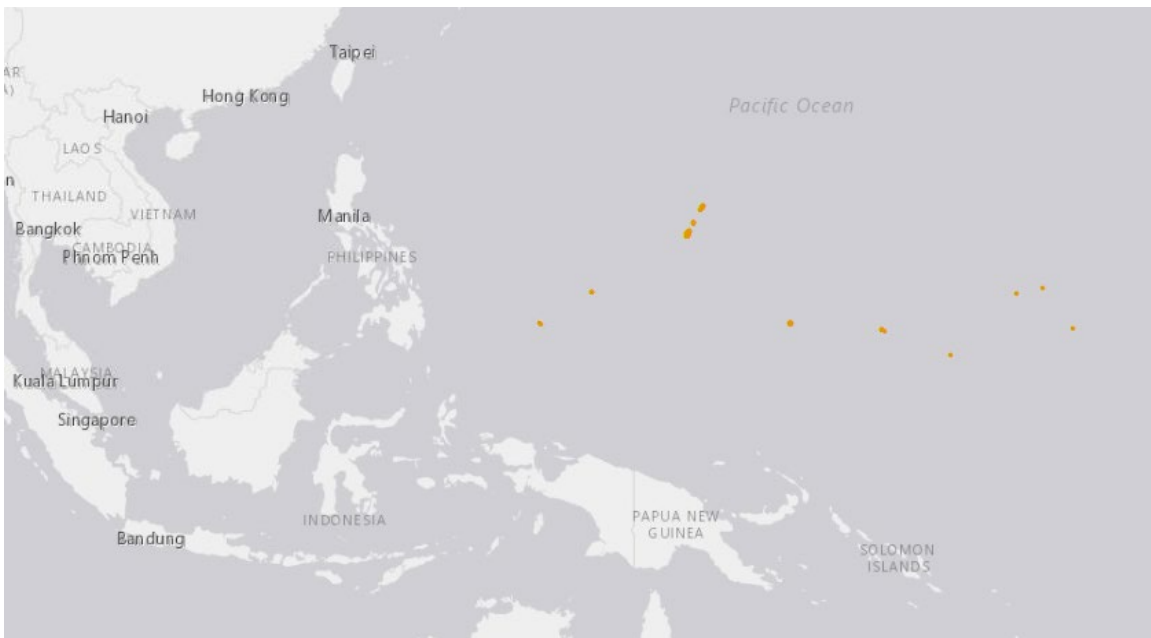 Taipei
Pacific Ocean
Hong Kong
Hanoi
LAOS
THAILAND
VIETNAM
Manila
Bangkok
CAMBODIA
Phnom Penh
PHILIPPINES
MALAYSIA
Kuala Lumpur
Singapore
INDONESIA
PAPUA NEW
GUINEA
Bandung
SOLOMON
ISLANDS